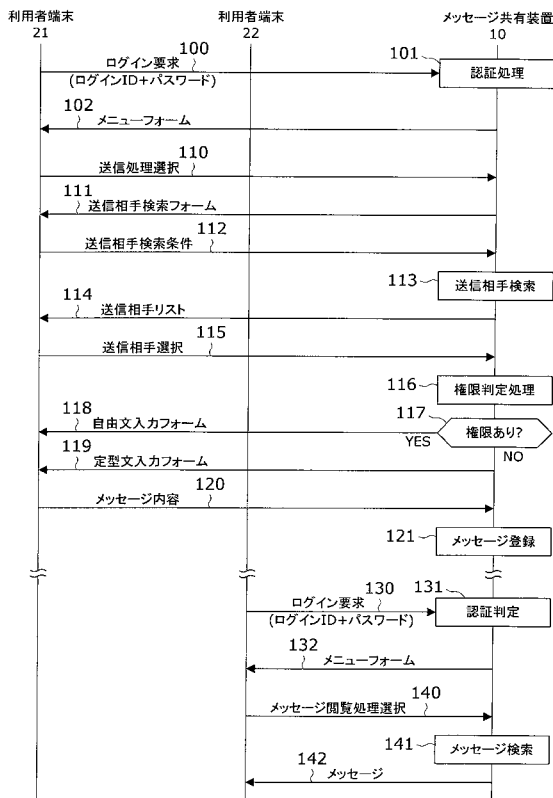 利用者端末
21
利用者端末
22
メッセージ共有装置
10
100
ログイン要求
(ログインID+パスワード)
101
認証処理
102
メニューフォーム
110
送信処理選択
111
送信相手検索フォーム
112
送信相手検索条件
113
送信相手検索
114
送信相手リスト
115
送信相手選択
116
権限判定処理
117
権限あり?
YES
NO
118
自由文入力フォーム
119
定型文入力フォーム
120
メッセージ内容
121
メッセージ登録
130
ログイン要求
(ログインID+パスワード)
131
認証判定
132
メニューフォーム
140
メッセージ閲覧処理選択
141
メッセージ検索
142
メッセージ